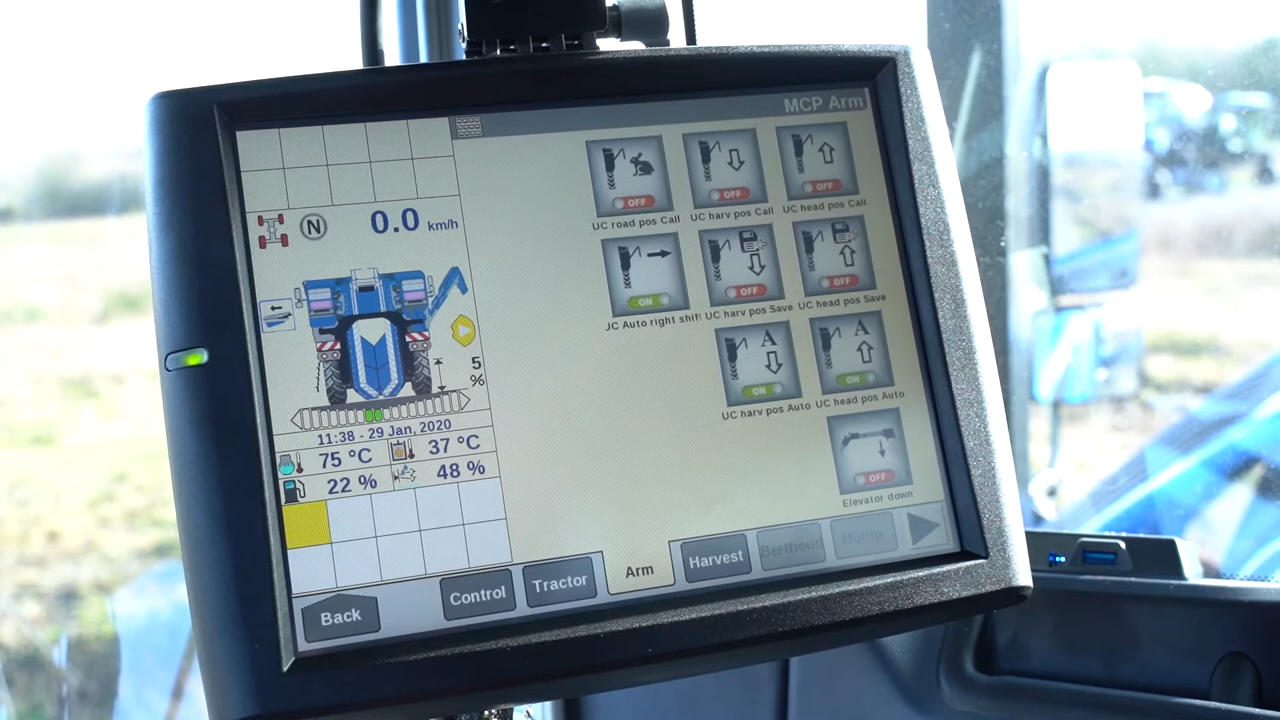 MCP Arm
N
0.0 km/h
OFF
OFF
OFF
UC road pos Call
UC harv pos Call
UC head pos Call
ON
OFF
OFF
UC Auto right shift
UC harv pos Save
UC head pos Save
A
A
ON
ON
UC harv pos Auto
UC head pos Auto
OFF
Elevator down
5
%
11:38 - 29 Jan, 2020
75 °C
37 °C
22 %
48 %
Back
Control
Tractor
Arm
Harvest
Berthoud